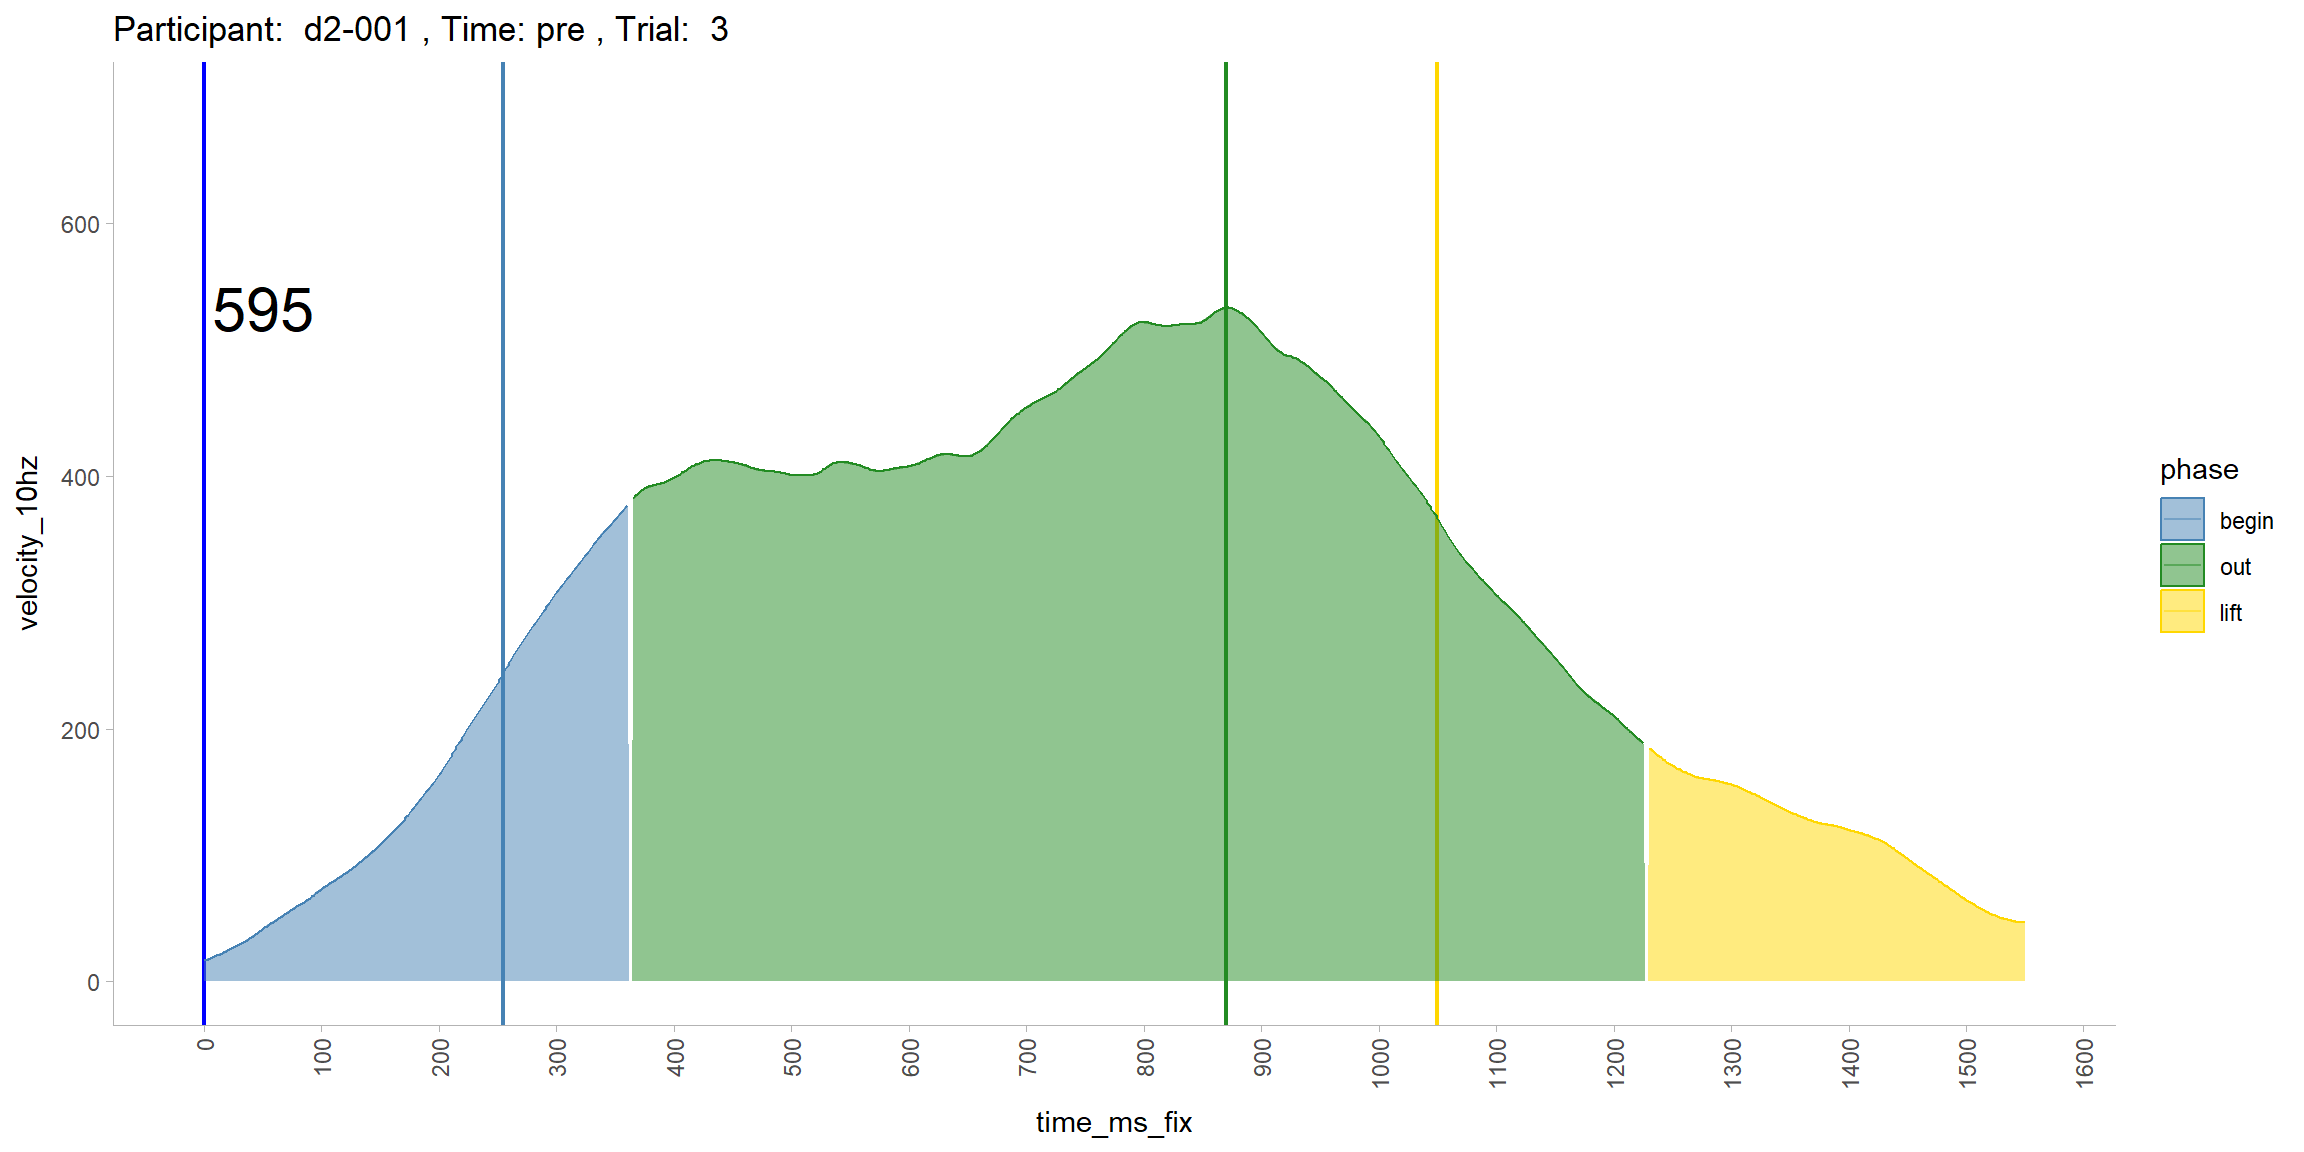 Participant:  d2-001 , Time: pre , Trial:  3
595
velocity_10hz
600
400
200
0
0 100 200 300 400 500 600 700 800 900 1000 1100 1200 1300 1400 1500 1600
time_ms_fix
phase
begin
out
lift